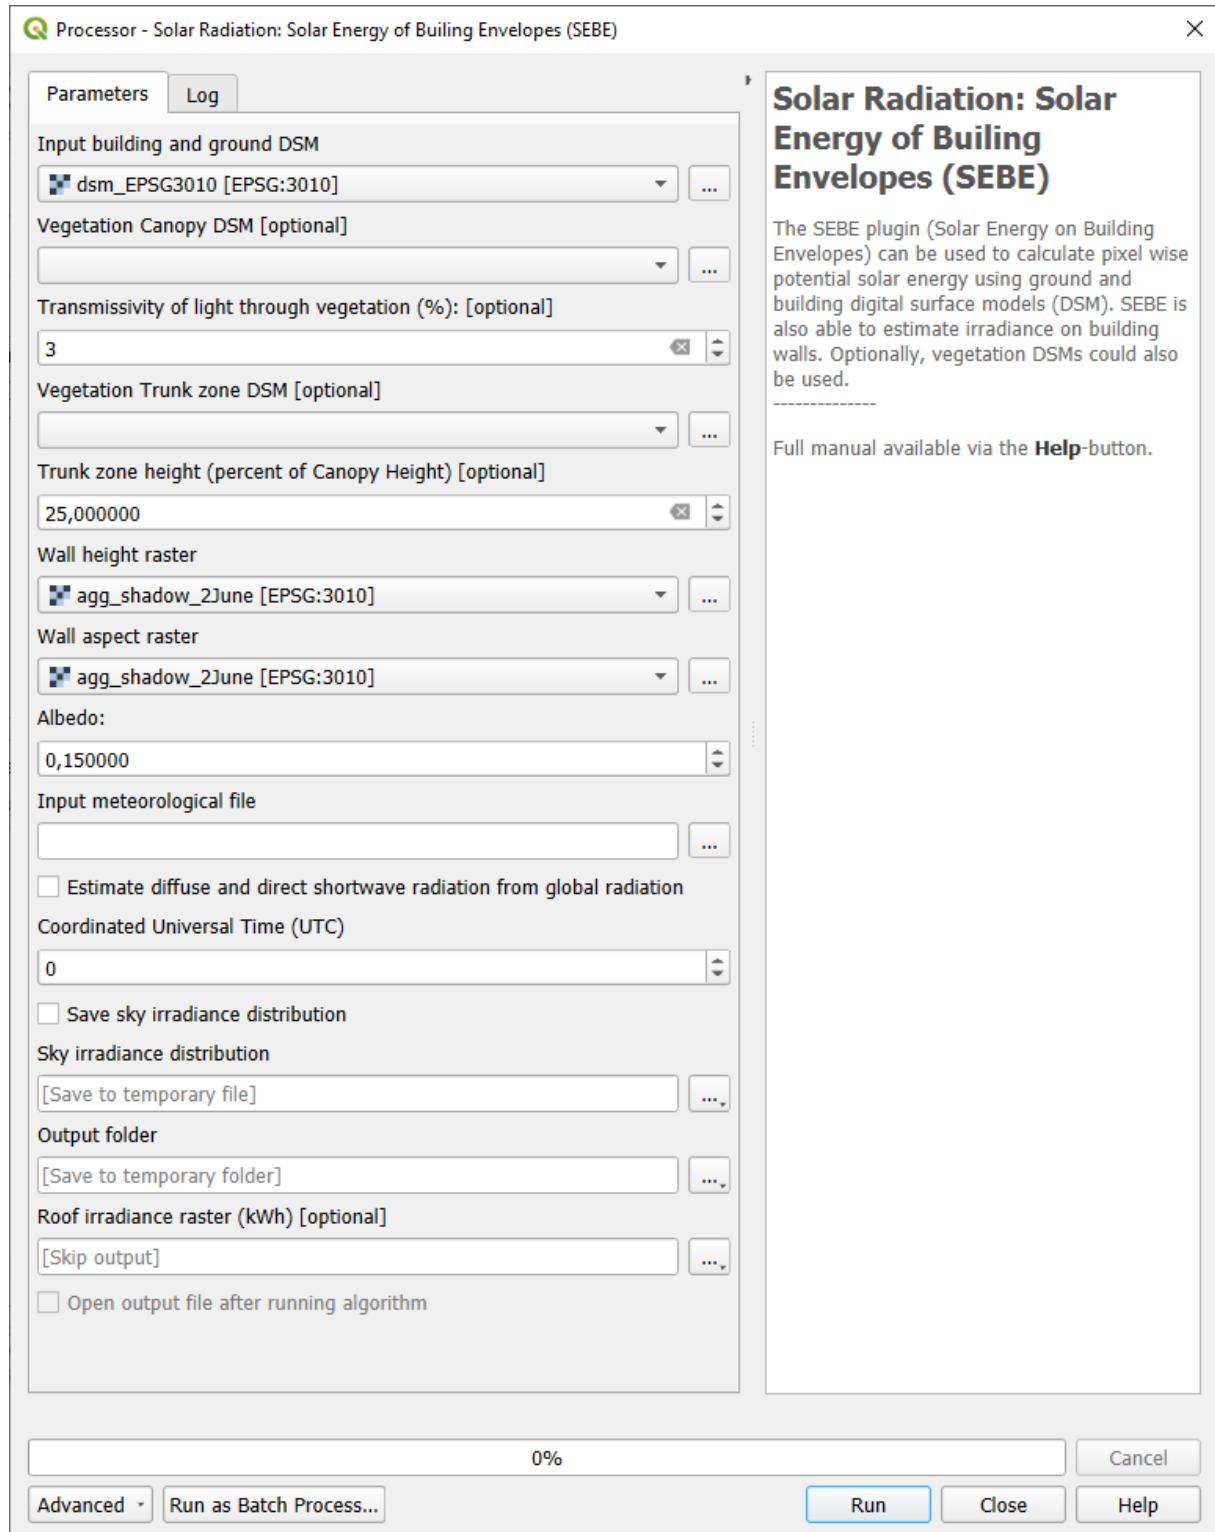 Processor - Solar Radiation: Solar Energy of Builing Envelopes (SEBE)
Parameters
Log
Input building and ground DSM
dsm_EPSG3010 [EPSG:3010]
...
Vegetation Canopy DSM [optional]
...
Transmissivity of light through vegetation (%): [optional]
3
Vegetation Trunk zone DSM [optional]
...
Trunk zone height (percent of Canopy Height) [optional]
25,000000
Wall height raster
agg_shadow_2June [EPSG:3010]
...
Wall aspect raster
agg_shadow_2June [EPSG:3010]
...
Albedo:
0,150000
Input meteorological file
...
Estimate diffuse and direct shortwave radiation from global radiation
Coordinated Universal Time (UTC)
0
Save sky irradiance distribution
Sky irradiance distribution
[Save to temporary file]
...
Output folder
[Save to temporary folder]
...
Roof irradiance raster (kWh) [optional]
[Skip output]
...
Open output file after running algorithm
Solar Radiation: Solar
Energy of Builing
Envelopes (SEBE)
The SEBE plugin (Solar Energy on Building
Envelopes) can be used to calculate pixel wise
potential solar energy using ground and
building digital surface models (DSM). SEBE is
also able to estimate irradiance on building
walls. Optionally, vegetation DSMs could also
be used.
--------------
Full manual available via the Help-button.
0%
Cancel
Advanced
Run as Batch Process...
Run
Close
Help